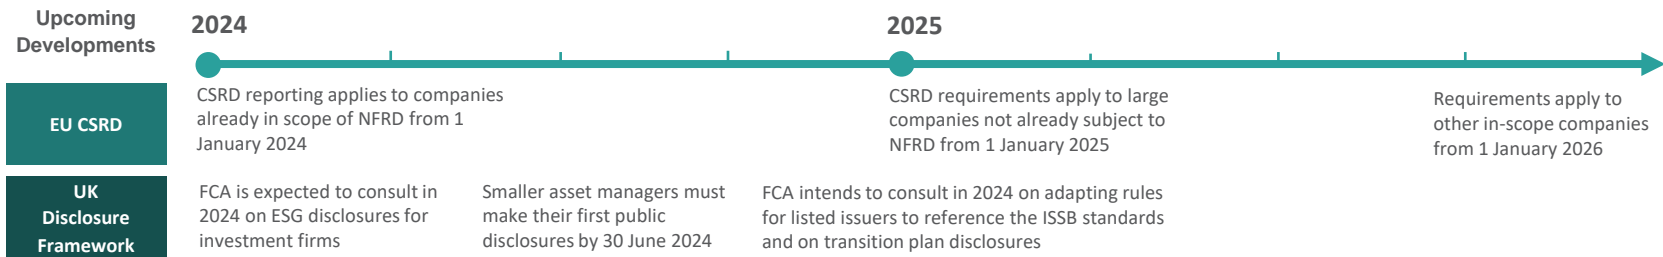 Upcoming
Developments
2024
2025
EU CSRD
CSRD reporting applies to companies
already in scope of NFRD from 1
January 2024
CSRD requirements apply to large
companies not already subject to
NFRD from 1 January 2025
Requirements apply to
other in-scope companies
from 1 January 2026
UK
Disclosure
Framework
FCA is expected to consult in
2024 on ESG disclosures for
investment firms
Smaller asset managers must
make their first public
disclosures by 30 June 2024
FCA intends to consult in 2024 on adapting rules
for listed issuers to reference the ISSB standards
and on transition plan disclosures